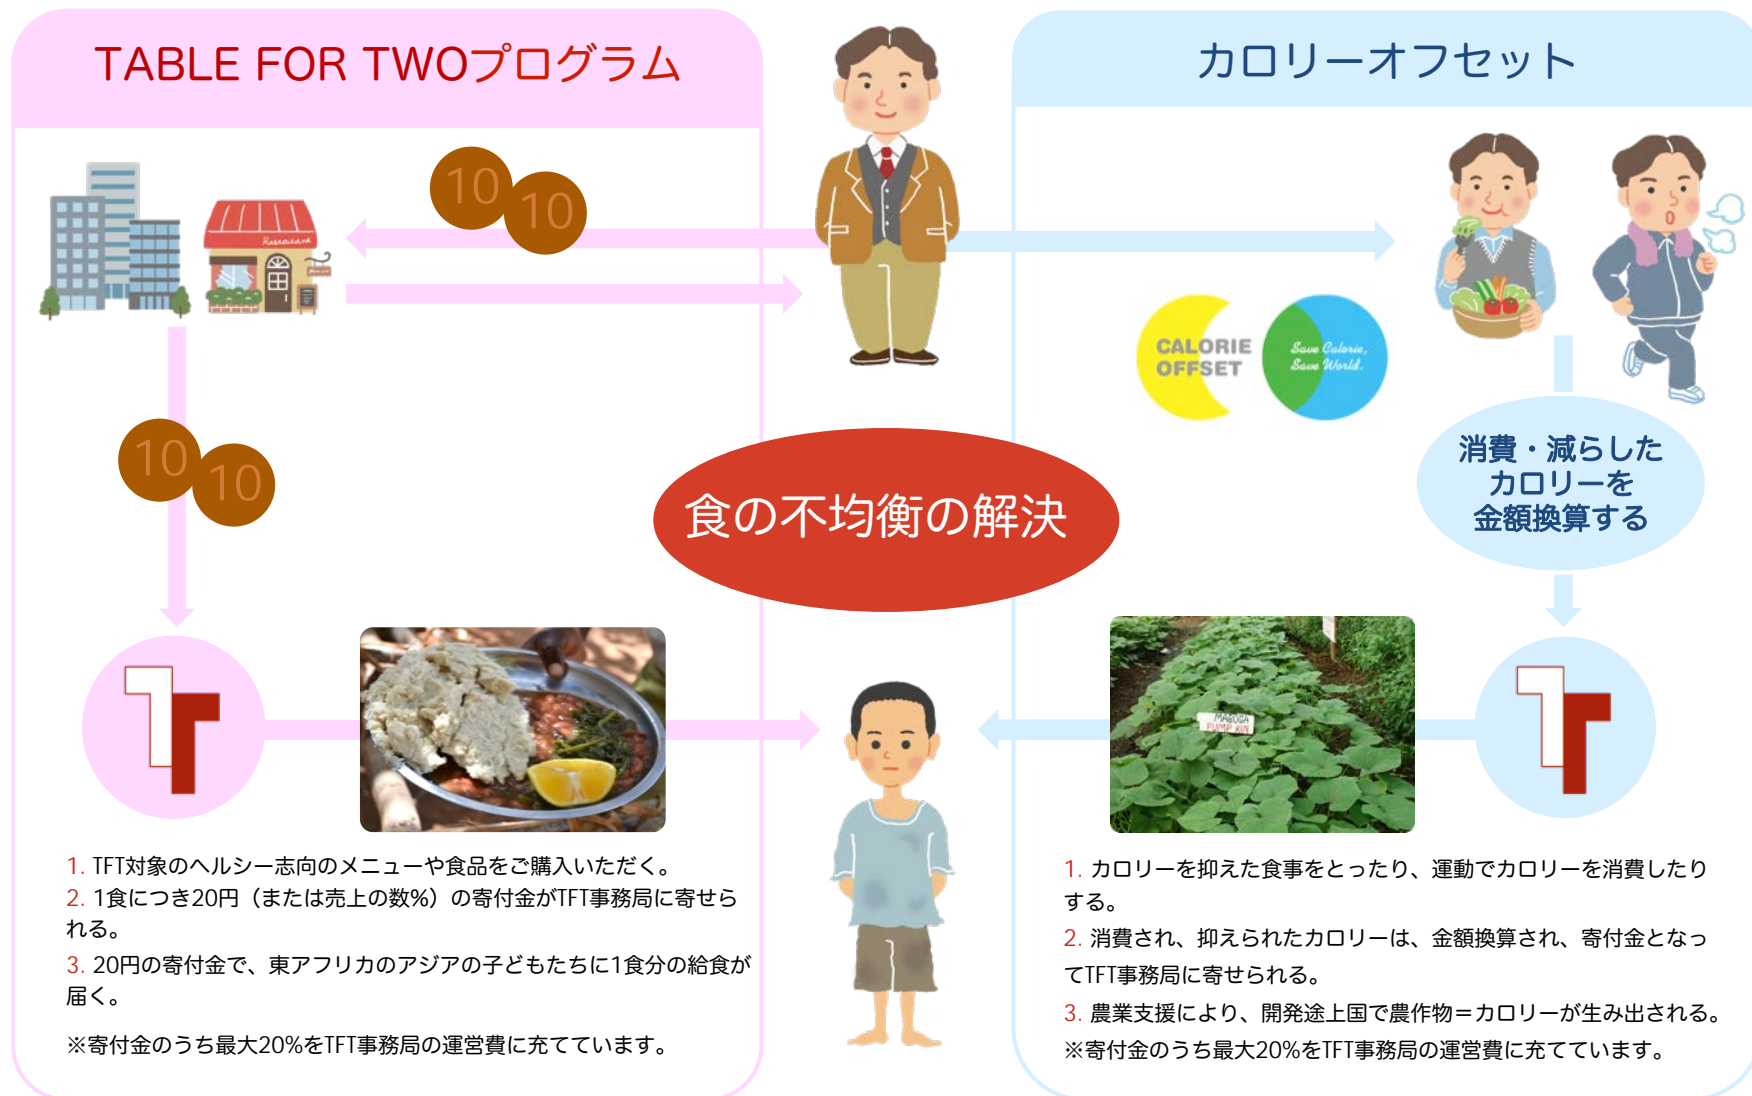 TABLE FOR TWOプログラム
カロリーオフセット
10
10
Restaurant
CALORIE
OFFSET
Save Calorie,
Save World.
10
10
食の不均衡の解決
消費・減らした
カロリーを
金額換算する
MABOGA
PUMPKIN
1. TFT対象のヘルシー志向のメニューや食品をご購入いただく。
2. 1食につき20円（または売上の数%）の寄付金がTFT事務局に寄せら
れる。
3. 20円の寄付金で、東アフリカのアジアの子どもたちに1食分の給食が
届く。
※寄付金のうち最大20%をTFT事務局の運営費に充てています。
1. カロリーを抑えた食事をとったり、運動でカロリーを消費したり
する。
2. 消費され、抑えられたカロリーは、金額換算され、寄付金となっ
てTFT事務局に寄せられる。
3. 農業支援により、開発途上国で農作物＝カロリーが生み出される。
※寄付金のうち最大20%をTFT事務局の運営費に充てています。